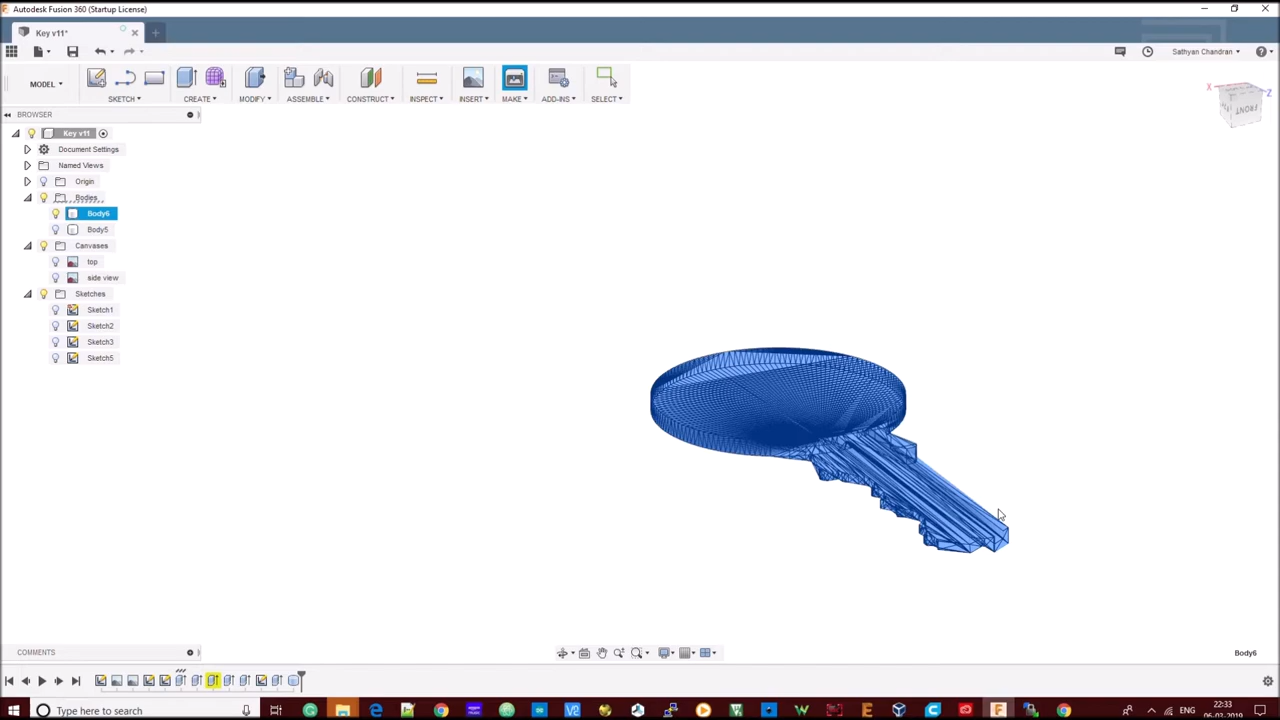 Autodesk Fusion 360 (Startup License)
Key v11*
Sathyan Chandran
MODEL
SKETCH
CREATE
MODIFY
ASSEMBLE
CONSTRUCT
INSPECT
INSERT
MAKE
ADD-INS
SELECT
BROWSER
X
Z
FRONT
Key v11
Document Settings
Named Views
Origin
Bodies
Body6
Body5
Canvases
top
side view
Sketches
Sketch1
Sketch2
Sketch3
Sketch5
COMMENTS
Body6
Type here to search
ENG
22:33